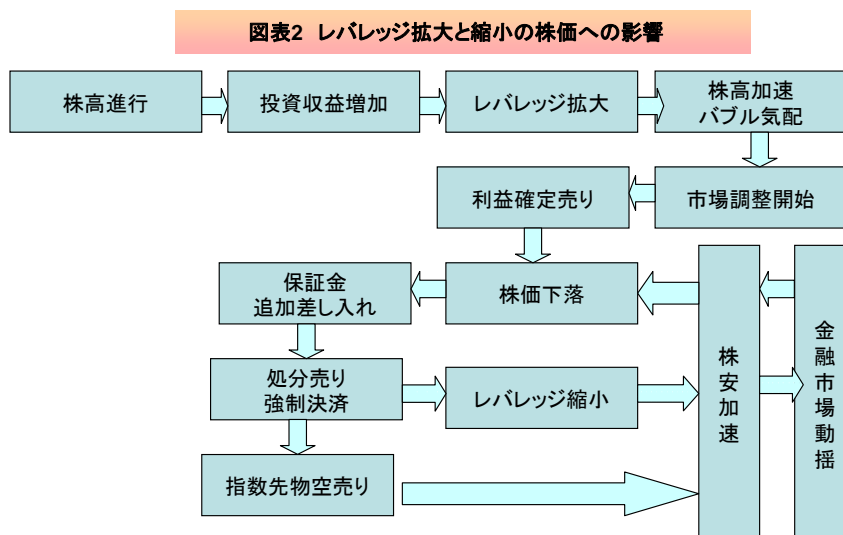 図表2 レバレッジ拡大と縮小の株価への影響
株高進行
投資収益増加
レバレッジ拡大
株高加速
バブル気配
利益確定売り
市場調整開始
保証金
追加差し入れ
株価下落
処分売り
強制決済
レバレッジ縮小
株安加速
金融市場動揺
指数先物空売り